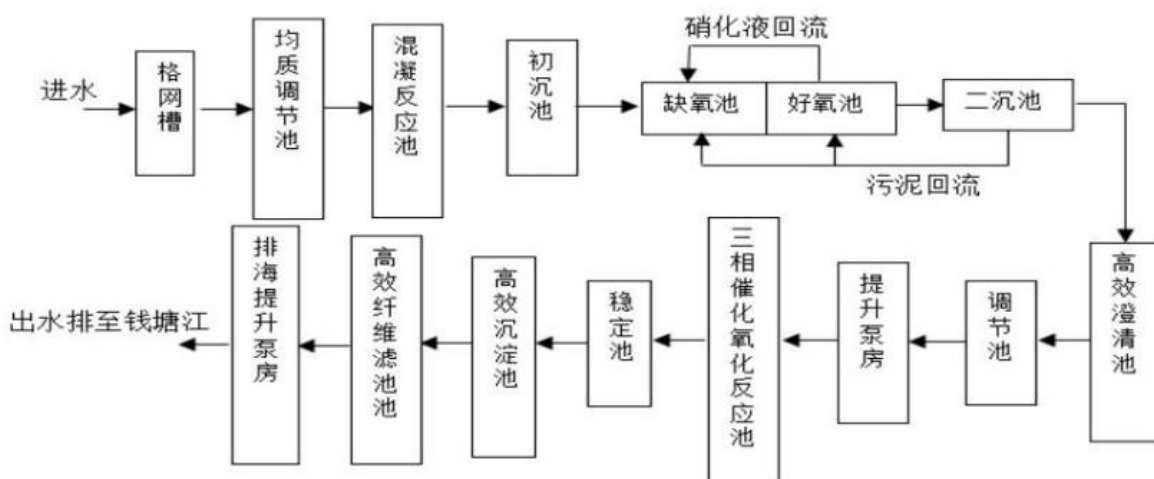 硝化液回流
进水
格网槽
均质调节池
混凝反应池
初沉池
缺氧池
好氧池
二沉池
污泥回流
高效澄清池
调节池
提升泵房
三相催化氧化反应池
稳定池
高效沉淀池
高效纤维滤池池
排海提升泵房
出水排至钱塘江